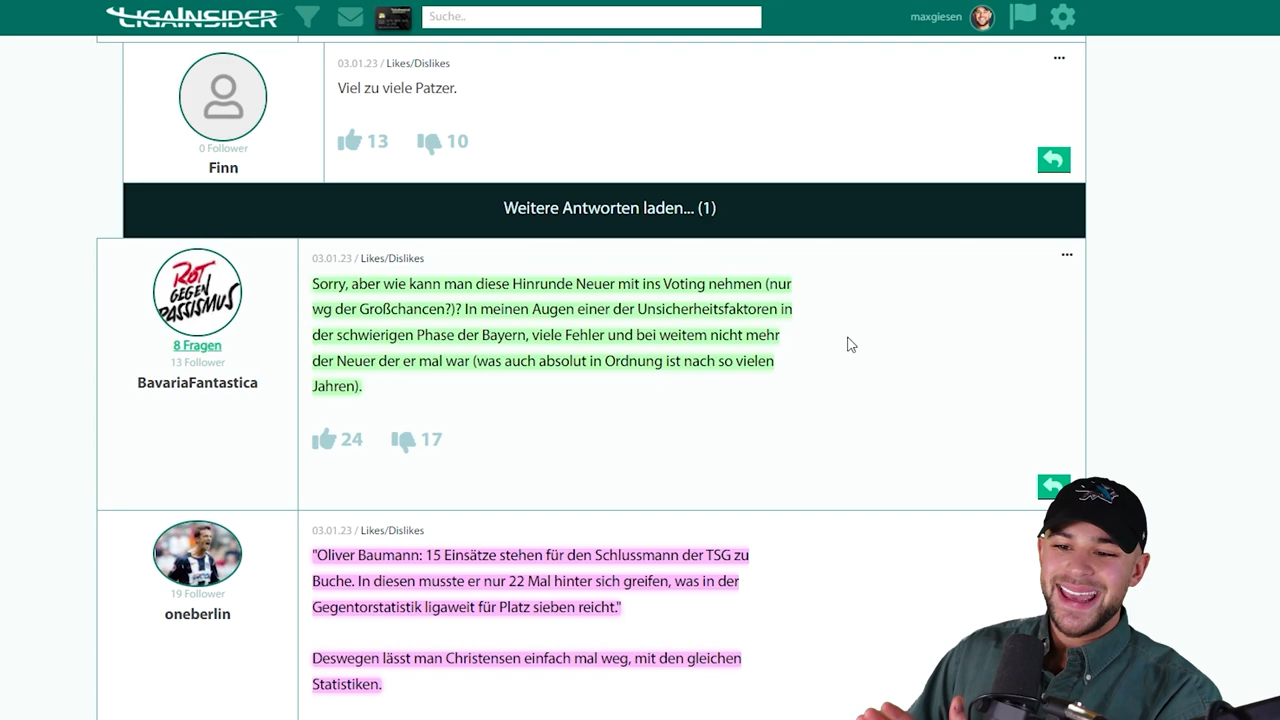 LIGAINSIDER
Suche..
maxgiesen
03.01.23 / Likes/Dislikes
Viel zu viele Patzer.
13
10
0 Follower
Finn
Weitere Antworten laden... (1)
ROT
GEGEN
RASSISMUS
8 Fragen
13 Follower
BavariaFantastica
03.01.23 / Likes/Dislikes
Sorry, aber wie kann man diese Hinrunde Neuer mit ins Voting nehmen (nur
wg der Großchancen?)? In meinen Augen einer der Unsicherheitsfaktoren in
der schwierigen Phase der Bayern, viele Fehler und bei weitem nicht mehr
der Neuer der er mal war (was auch absolut in Ordnung ist nach so vielen
Jahren).
24
17
19 Follower
oneberlin
03.01.23 / Likes/Dislikes
"Oliver Baumann: 15 Einsätze stehen für den Schlussmann der TSG zu
Buche. In diesen musste er nur 22 Mal hinter sich greifen, was in der
Gegentorstatistik ligaweit für Platz sieben reicht."
Deswegen lässt man Christensen einfach mal weg, mit den gleichen
Statistiken.